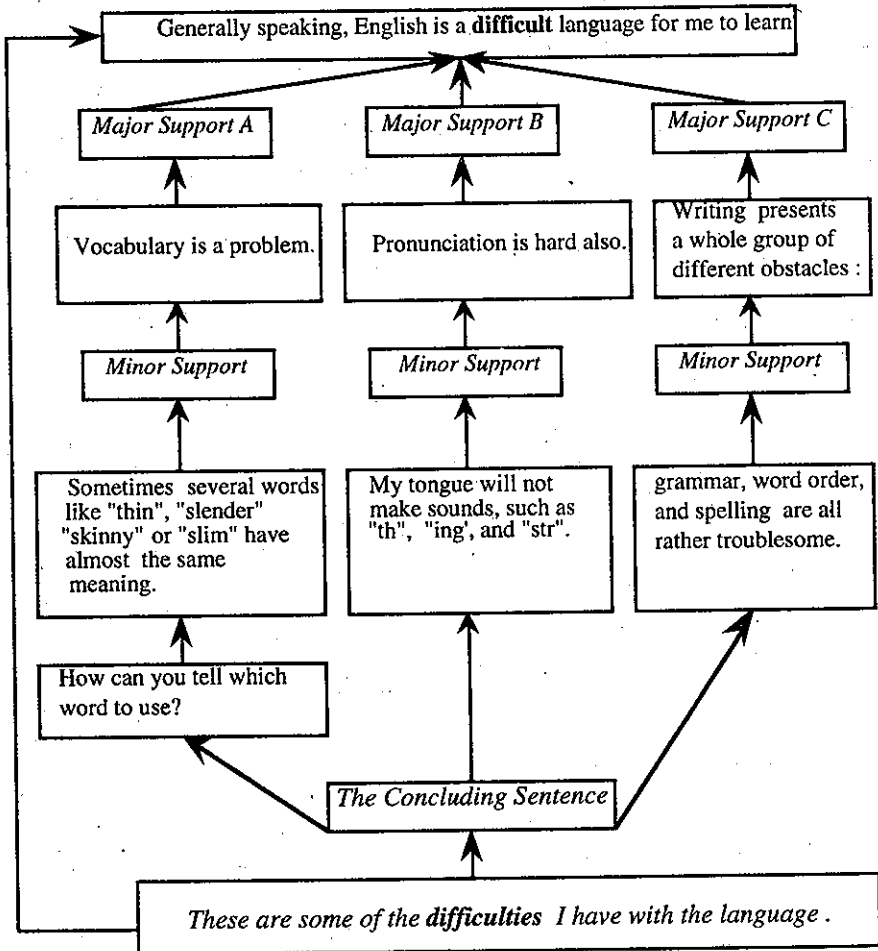 Generally speaking, English is a difficult language for me to learn
Major Support A
Major Support B
Major Support C
Vocabulary is a problem.
Pronunciation is hard also.
Writing presents
a whole group of
different obstacles :
Minor Support
Minor Support
Minor Support
Sometimes several words
like "thin", "slender"
"skinny" or "slim" have
almost the same
meaning.
My tongue will not
make sounds, such as
"th", "ing', and "str".
grammar, word order,
and spelling are all
rather troublesome.
How can you tell which
word to use?
The Concluding Sentence
These are some of the difficulties I have with the language .